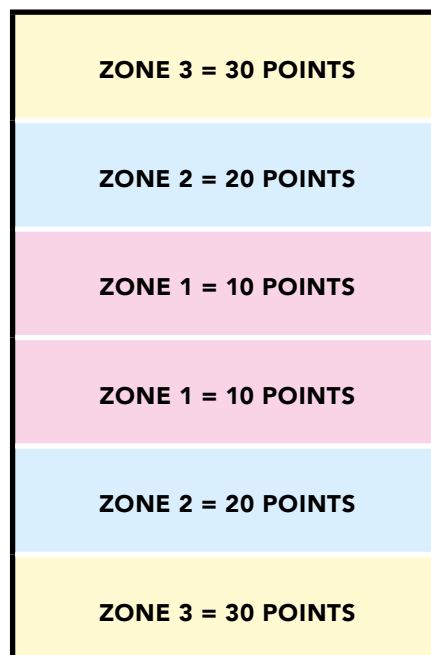 ZONE 3 = 30 POINTS
ZONE 2 = 20 POINTS
ZONE 1 = 10 POINTS
ZONE 1 = 10 POINTS
ZONE 2 = 20 POINTS
ZONE 3 = 30 POINTS